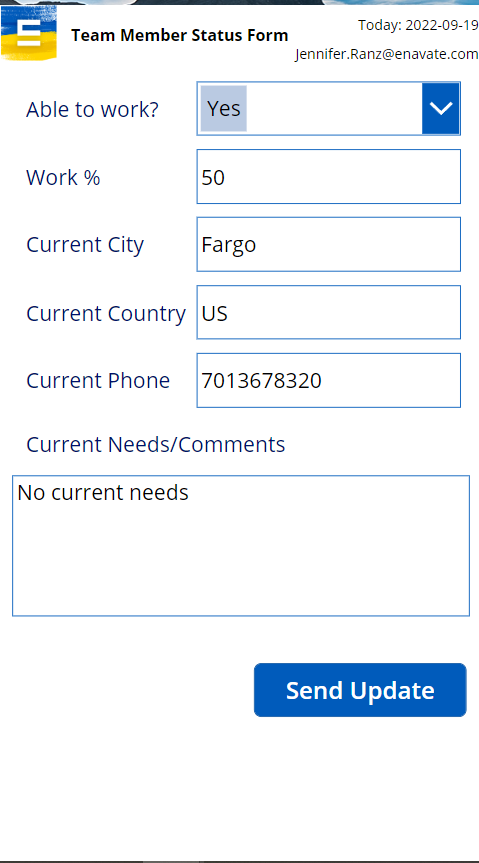 Today: 2022-09-19
Team Member Status Form
Jennifer.Ranz@enavate.com
Able to work? Yes
Work % 50
Current City Fargo
Current Country US
Current Phone 7013678320
Current Needs/Comments
No current needs
Send Update